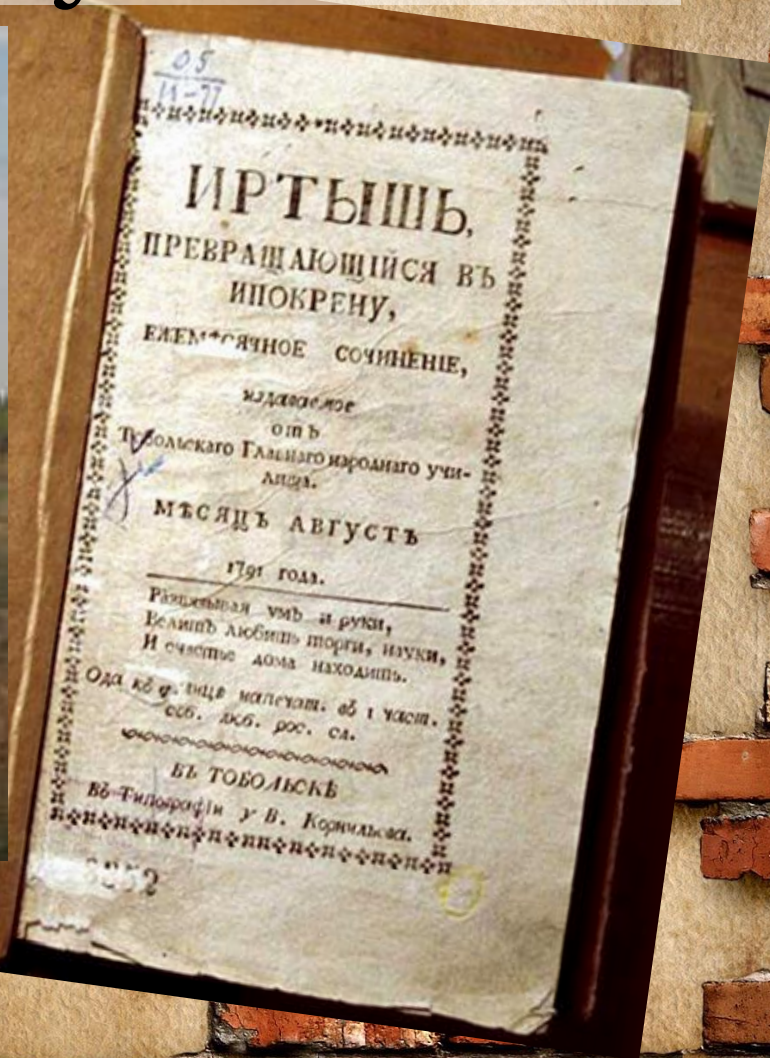 05
И-77
ИРТЫШЬ,
ПРЕВРАЩАЮЩІЙСЯ ВЪ
ИПОКРЕНУ,
ЕЖЕМѢСЯЧНОЕ СОЧИНЕНІЕ,
издаваемое
отъ
Тобольскаго Главнаго народнаго учи-
лища.
МѢСЯЦЪ АВГУСТЪ
1791 года.
Развязывая умъ и руки,
Велитъ любить торги, науки,
И счастье дома находить.
Ода къ напечат. въ 1 част.
соб. люб. рос. сл.
ВЪ ТОБОЛЬСКѢ
Въ Типографіи у В. Корнильева.